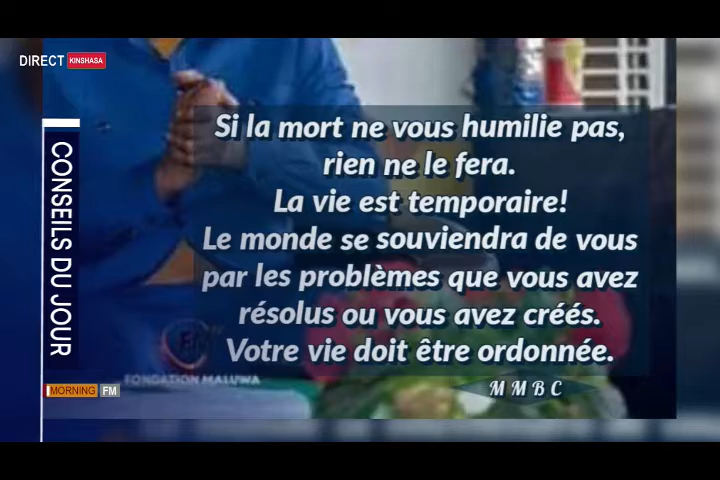 DIRECT KINSHASA
CONSEILS DU JOUR
Si la mort ne vous humilie pas,
rien ne le fera.
La vie est temporaire!
Le monde se souviendra de vous
par les problèmes que vous avez
résolus ou vous avez créés.
Votre vie doit être ordonnée.
FM
FONDATION MALUWA
MMBC
MORNING FM